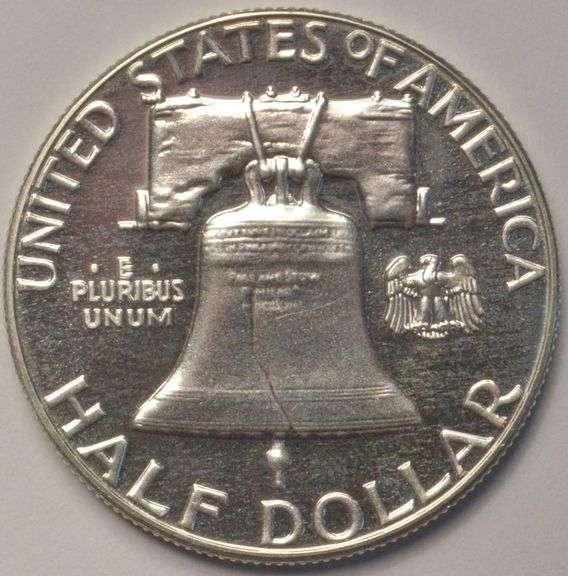 UNITED STATES OF AMERICA
E
PLURIBUS
UNUM
HALF DOLLAR